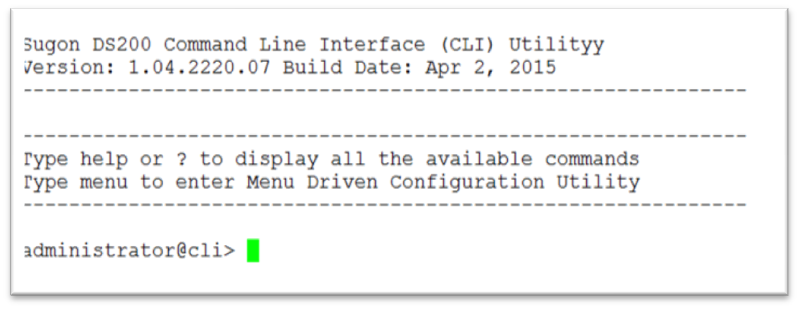 Sugon DS200 Command Line Interface (CLI) Utilityy
Version: 1.04.2220.07 Build Date: Apr 2, 2015
---------------------------------------------------------------
---------------------------------------------------------------
Type help or ? to display all the available commands
Type menu to enter Menu Driven Configuration Utility
---------------------------------------------------------------
administrator@cli>